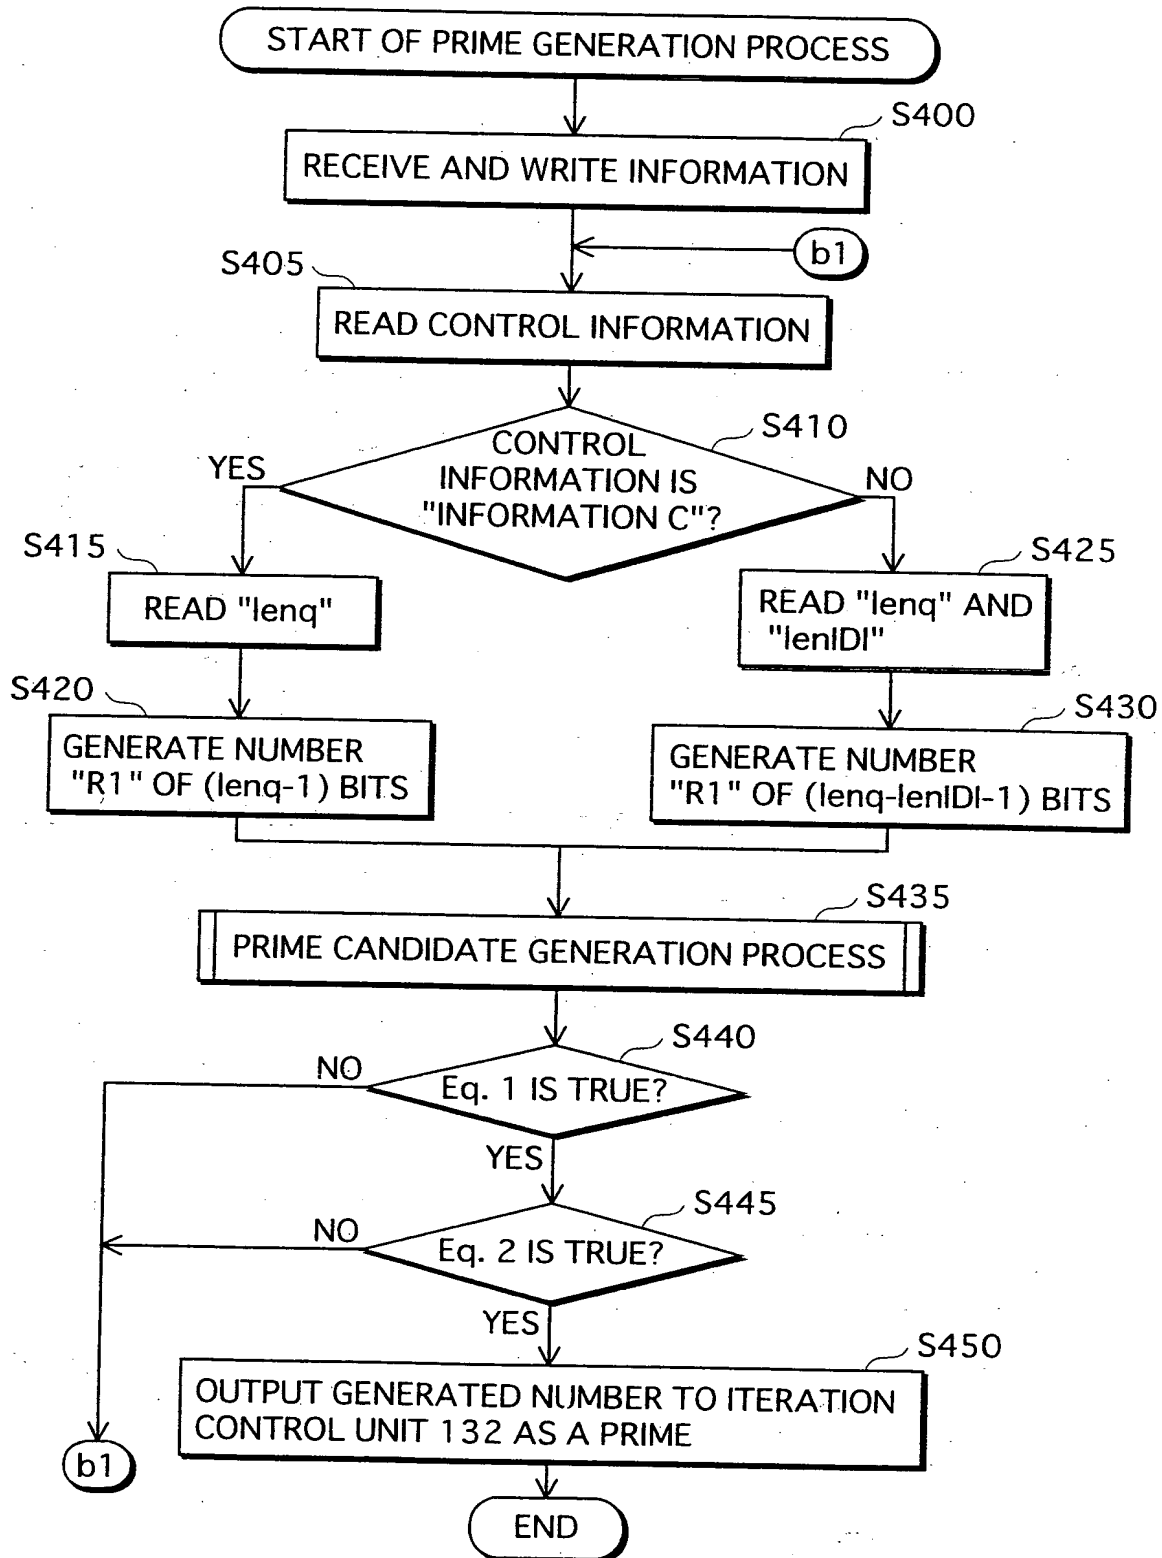 START OF PRIME GENERATION PROCESS
S400
RECEIVE AND WRITE INFORMATION
b1
S405
READ CONTROL INFORMATION
S410
CONTROL
INFORMATION IS
"INFORMATION C"?
YES
NO
S415
READ "lenq"
S425
READ "lenq" AND
"lenIDI"
S420
GENERATE NUMBER
"R1" OF (lenq-1) BITS
S430
GENERATE NUMBER
"R1" OF (lenq-lenIDI-1) BITS
S435
PRIME CANDIDATE GENERATION PROCESS
S440
NO
Eq. 1 IS TRUE?
YES
S445
NO
Eq. 2 IS TRUE?
YES
S450
OUTPUT GENERATED NUMBER TO ITERATION
CONTROL UNIT 132 AS A PRIME
b1
END